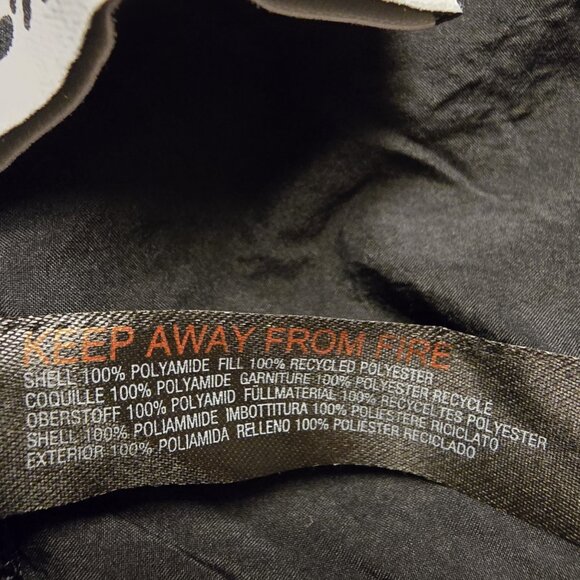 KEEP AWAY FROM FIRE
SHELL 100% POLYAMIDE FILL 100% RECYCLED POLYESTER
COQUILLE 100% POLYAMIDE GARNITURE 100% POLYESTER RECYCLE
OBERSTOFF 100% POLYAMID FÜLLMATERIAL 100% RECYCELTES POLYESTER
SHELL 100% POLIAMMIDE IMBOTTITURA 100% POLIESTERE RICICLATO
EXTERIOR 100% POLIAMIDA RELLENO 100% POLIESTER RECICLADO